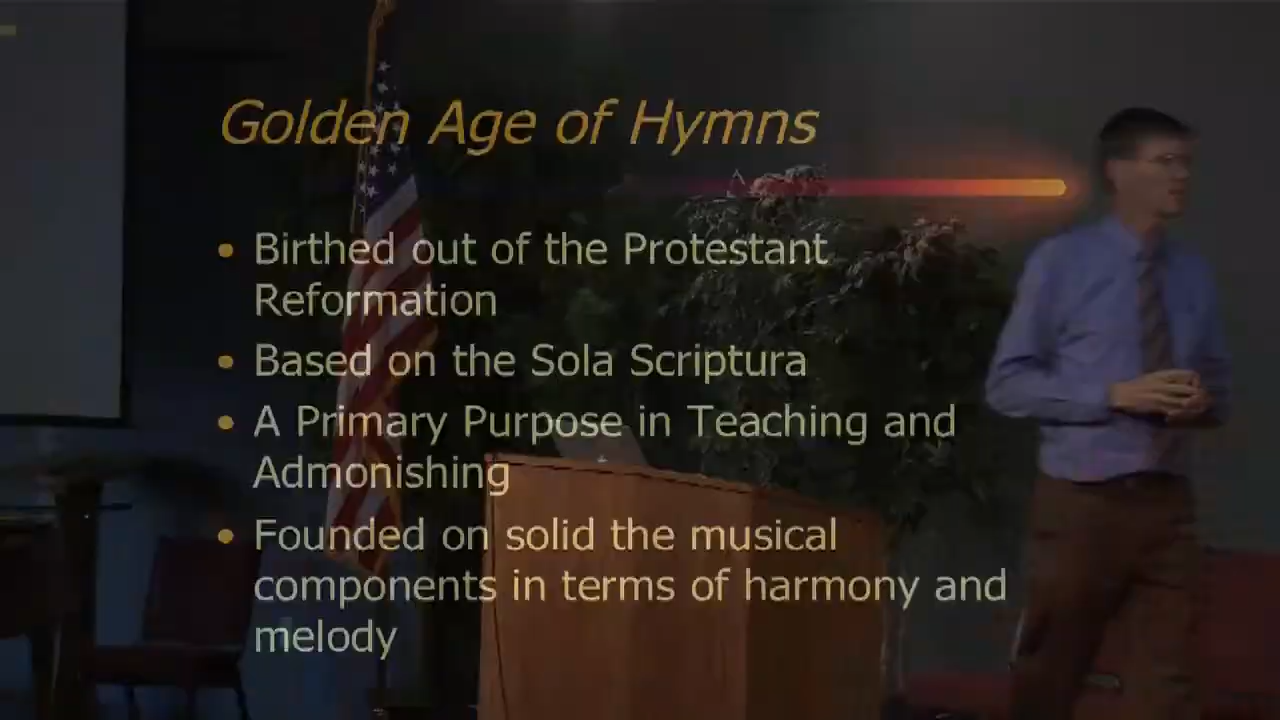 Golden Age of Hymns
• Birthed out of the Protestant
Reformation
• Based on the Sola Scriptura
• A Primary Purpose in Teaching and
Admonishing
• Founded on solid the musical
components in terms of harmony and
melody